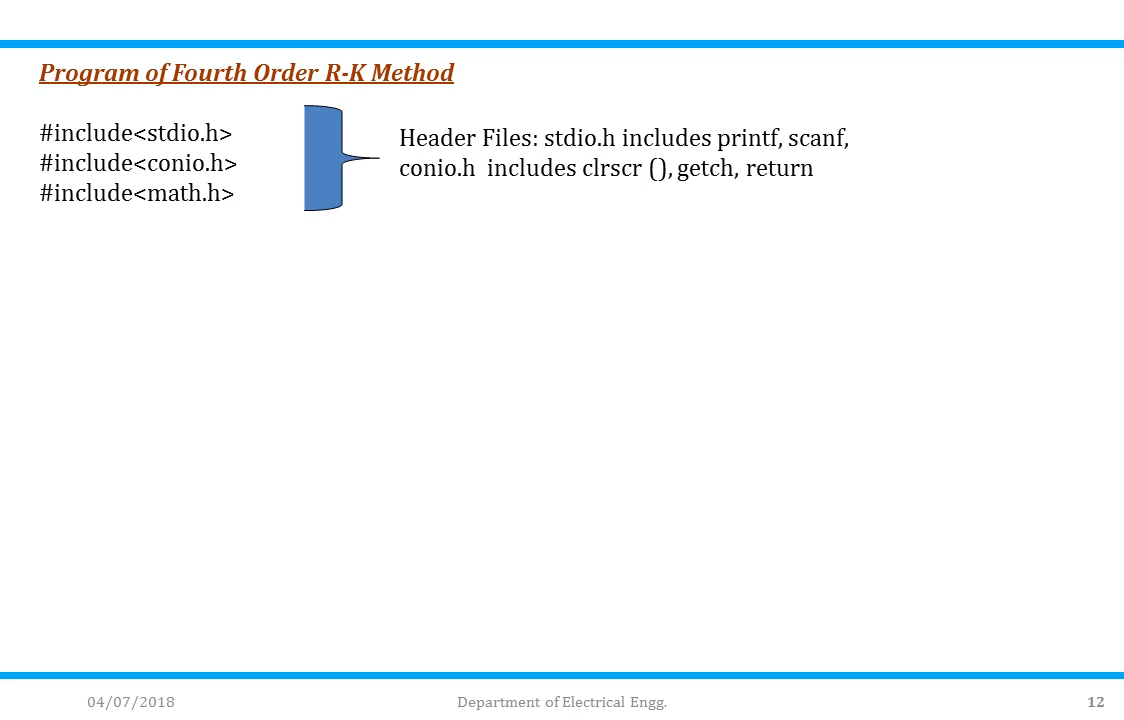 Program of Fourth Order R-K Method
#include<stdio.h>
#include<conio.h>
#include<math.h>
Header Files: stdio.h includes printf, scanf,
conio.h  includes clrscr (), getch, return
04/07/2018
Department of Electrical Engg.
12